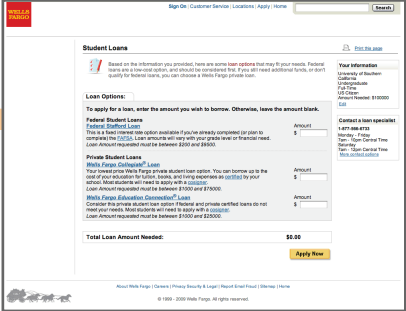 Sign On | Customer Service | Locations | Apply | Home
Search
WELLS
FARGO
Student Loans
Print this page
Based on the information you provided, here are some loan options that may fit your needs. Federal
loans are a low-cost option, and should be considered first. If you still need additional funds, or don't
qualify for federal loans, you can choose a Wells Fargo private loan.
Your Information
University of Southern
California
Undergraduate
Full-Time
US Citizen
Amount Needed: $100000
Edit
Loan Options:
To apply for a loan, enter the amount you wish to borrow. Otherwise, leave the amount blank.
Federal Student Loans
Federal Stafford Loan
Amount
This is a fixed interest rate option available if you've already completed (or plan to
complete) the FAFSA. Loan amounts will vary with your grade level or financial need.
$
Loan Amount requested must be between $200 and $8500.
Contact a loan specialist
1-877-566-8733
Monday - Friday
7am - 10pm Central Time
Saturday
7am - 12pm Central Time
More contact options
Private Student Loans
Wells Fargo Collegiate® Loan
Amount
Your lowest price Wells Fargo private student loan option. You can borrow up to the
cost of your education for tuition, books, and living expenses as certified by your
$
school. Most students will need to apply with a cosigner.
Loan Amount requested must be between $1000 and $75000.
Wells Fargo Education Connection® Loan
Amount
Consider this private student loan option if federal and private certified loans do not
meet your needs. Most students will need to apply with a cosigner.
$
Loan Amount requested must be between $1000 and $25000.
Total Loan Amount Needed:
$0.00
Apply Now
About Wells Fargo | Careers | Privacy Security & Legal | Report Email Fraud | Sitemap | Home
© 1999 - 2009 Wells Fargo. All rights reserved.